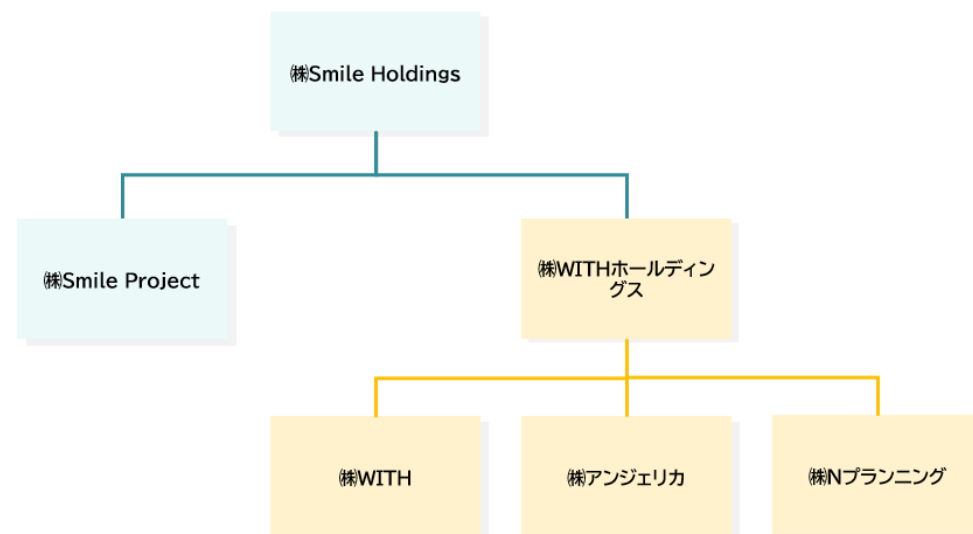 ㈱Smile Holdings
㈱Smile Project
㈱WITHホールディン
グス
㈱WITH
㈱アンジェリカ
㈱Nプランニング